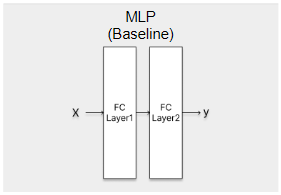 MLP
(Baseline)
X
FC
Layer1
FC
Layer2
y